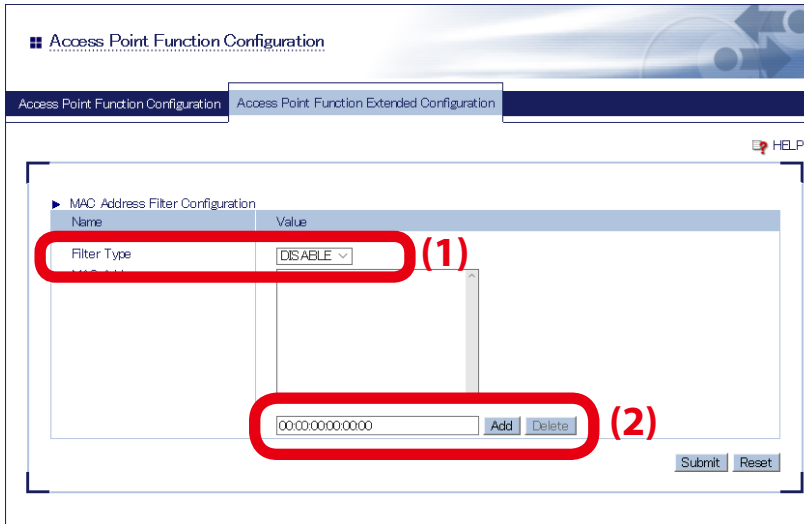 Access Point Function Configuration
Access Point Function Configuration Access Point Function Extended Configuration
HELP
MAC Address Filter Configuration
Name Value
Filter Type DISABLE (1)
00:00:00:00:00:00 Add Delete (2)
Submit Reset